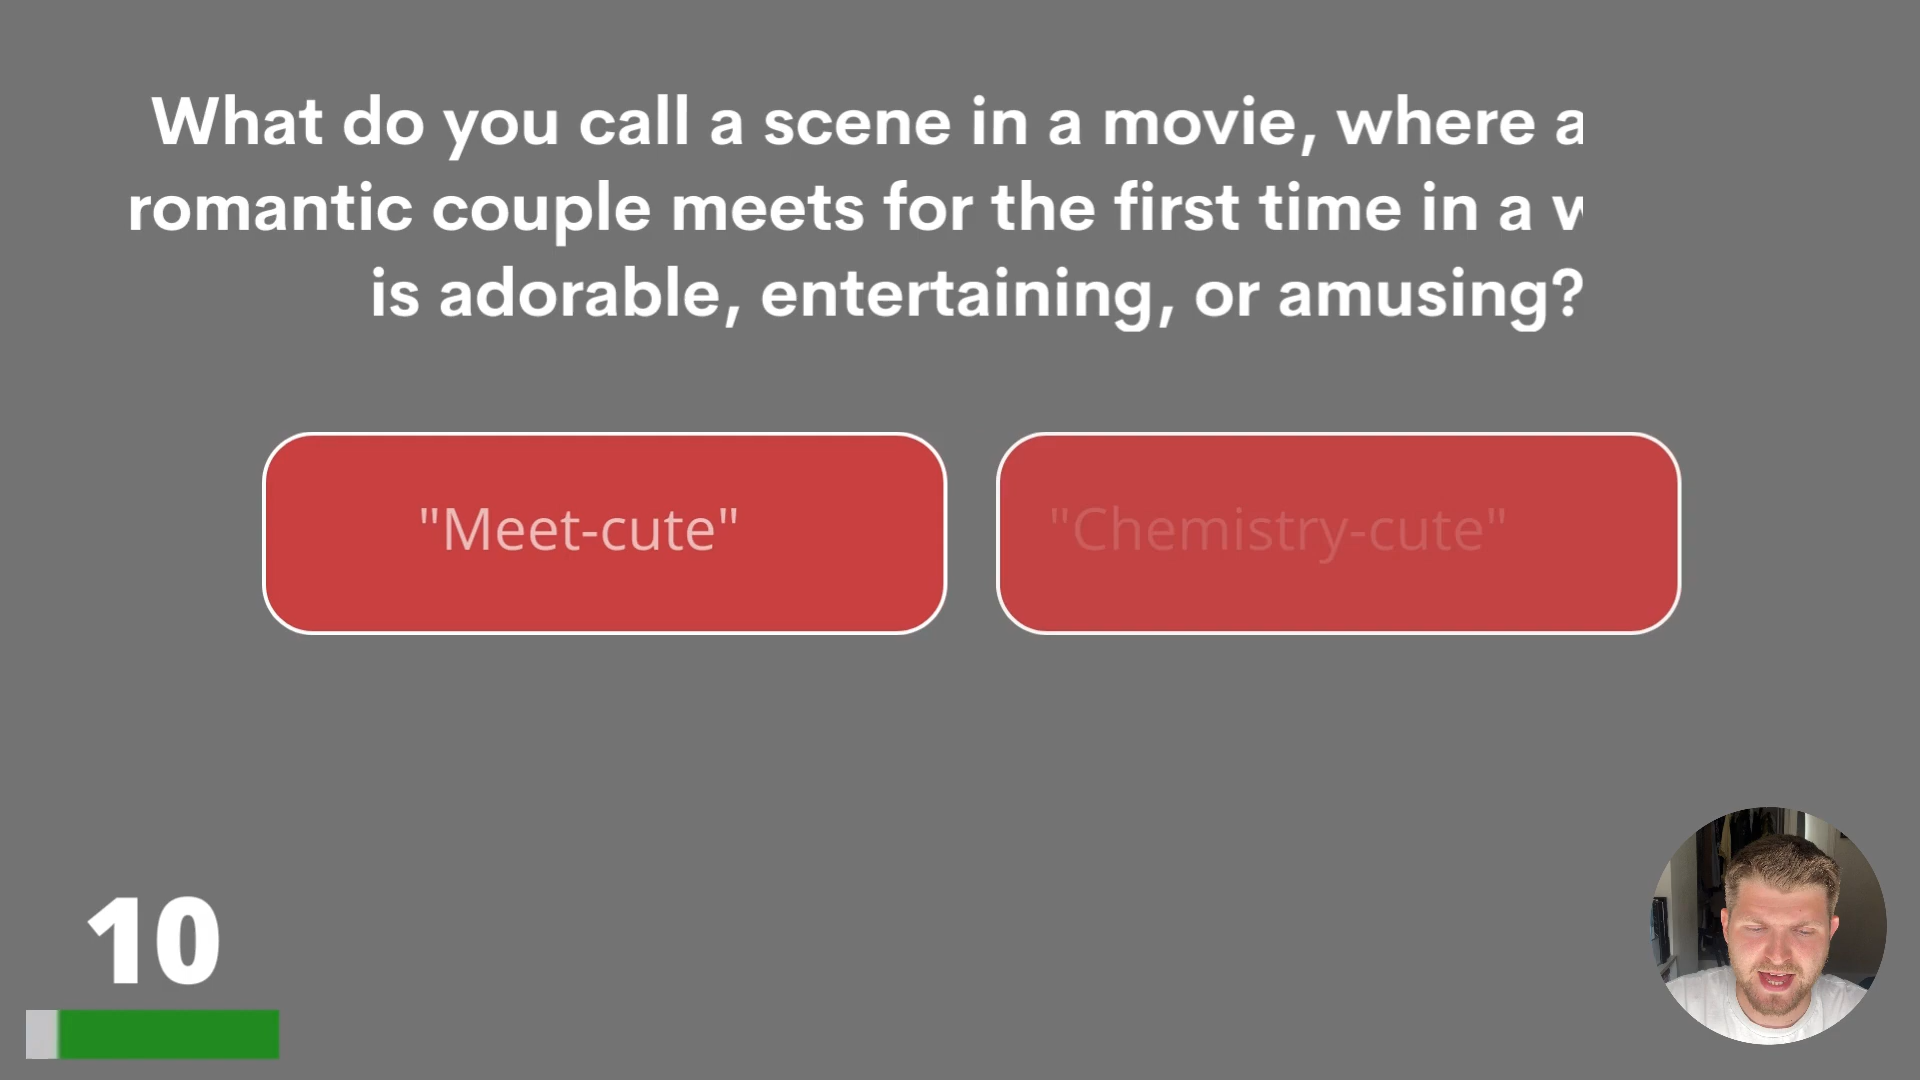 What do you call a scene in a movie, where a
romantic couple meets for the first time in a
is adorable, entertaining, or amusing?
"Meet-cute"
"Chemistry-cute"
10